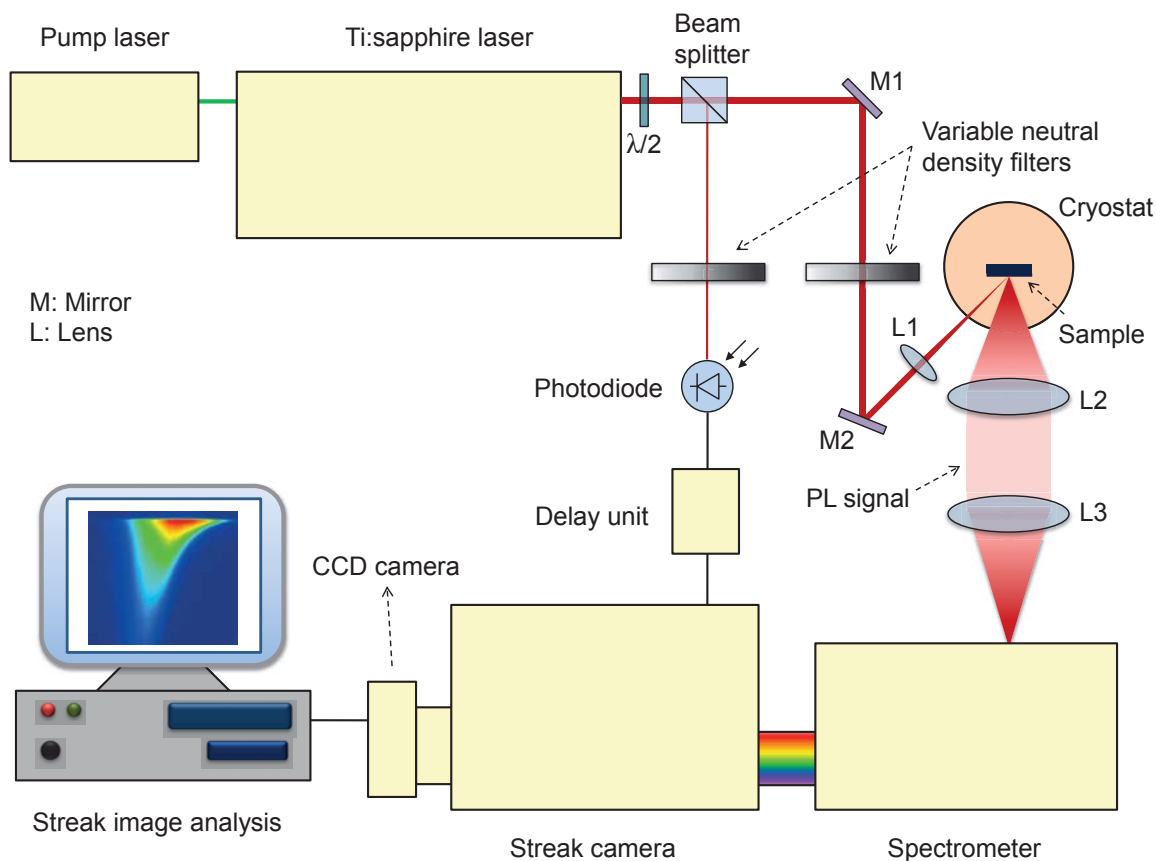 Pump laser
Ti:sapphire laser
Beam
splitter
M1
λ/2
Variable neutral
density filters
Cryostat
M: Mirror
L: Lens
L1
Sample
Photodiode
L2
M2
PL signal
L3
Delay unit
CCD camera
Streak image analysis
Streak camera
Spectrometer